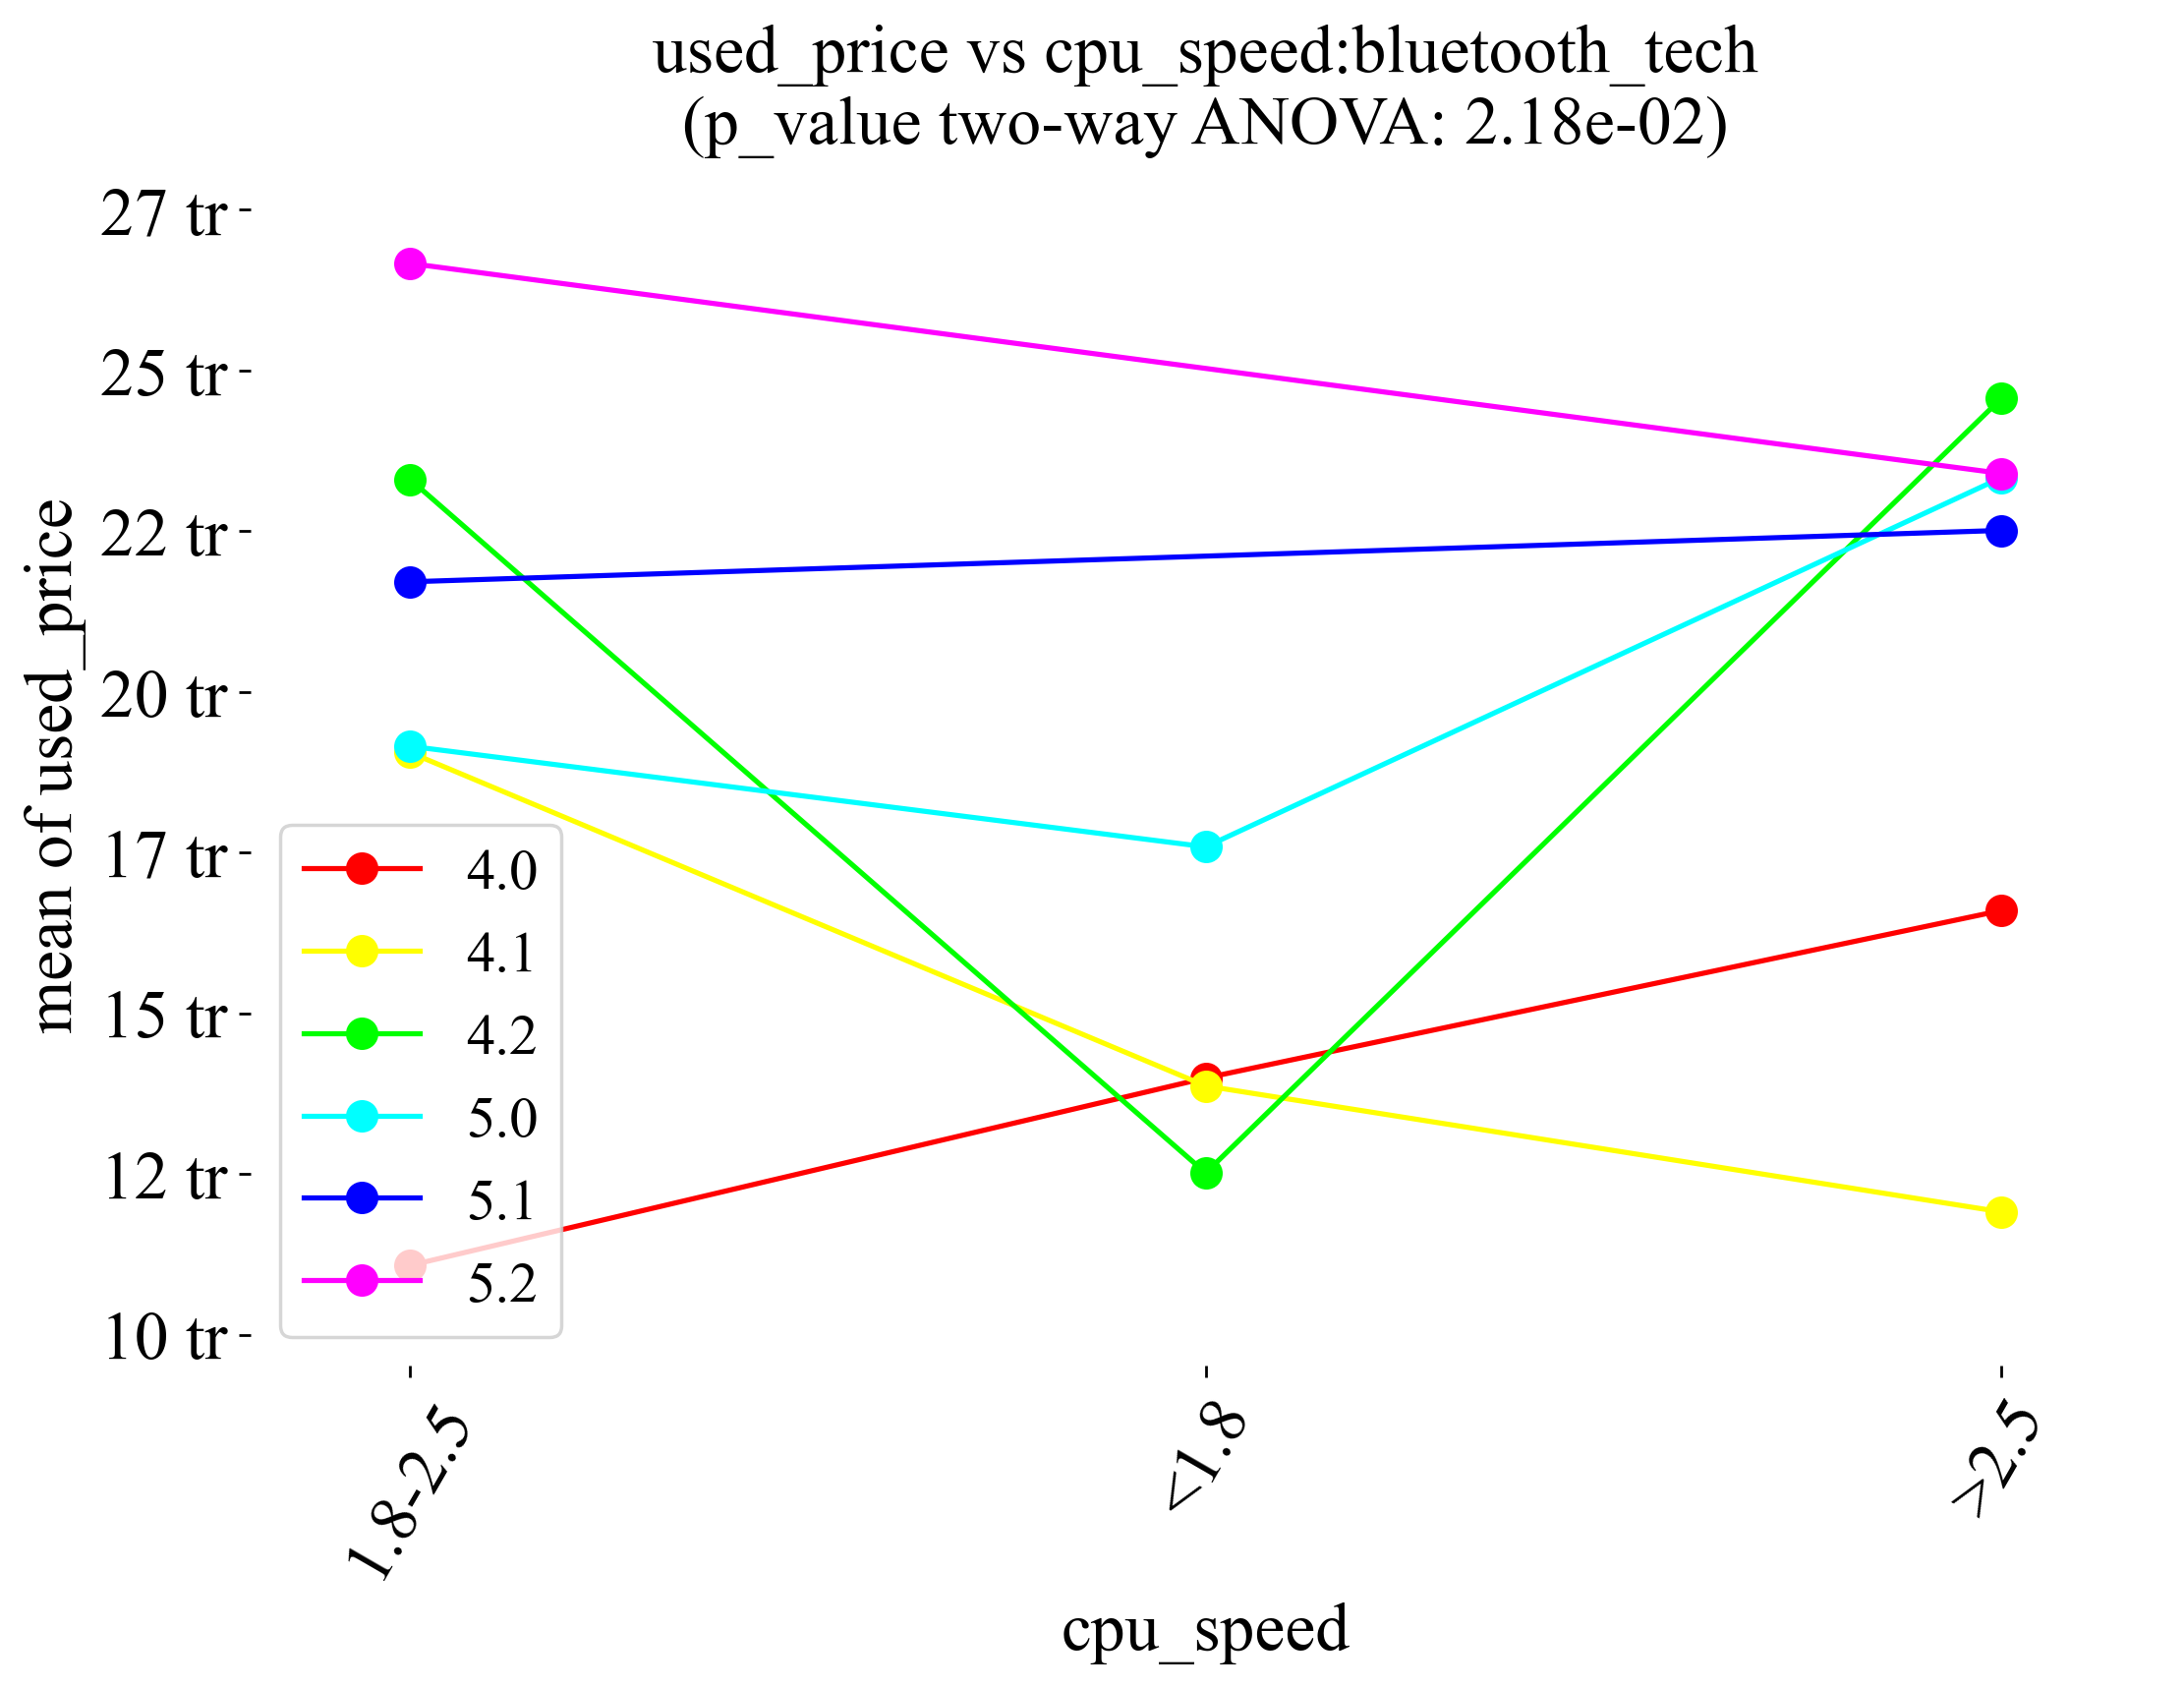 used_price vs cpu_speed:bluetooth_tech
(p_value two-way ANOVA: 2.18e-02)
mean of used_price
27 tr
25 tr
22 tr
20 tr
17 tr
15 tr
12 tr
10 tr
4.0
4.1
4.2
5.0
5.1
5.2
1.8-2.5
<1.8
>2.5
cpu_speed